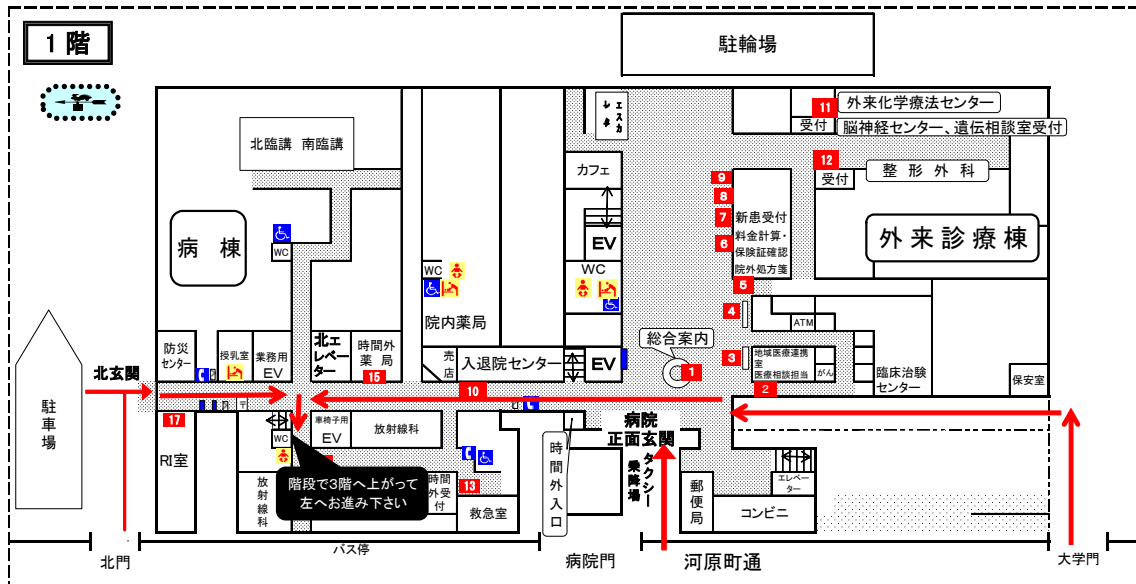 1階
駐輪場
エスカ
レータ
11
外来化学療法センター
受付
脳神経センター、遺伝相談室受付
北臨講 南臨講
カフェ
12
受付
整形外科
9
8
7
6
新患受付
料金計算・
保険証確認
院外処方箋
病棟
WC
EV
外来診療棟
WC
WC
5
4
ATM
院内薬局
総合案内
1
3
地域医療連携
室
医療相談担当
がん
臨床治験
センター
保安室
防災
センター
授乳室
業務用
EV
北エ
レベー
ター
時間外
薬局
15
売店
入退院センター
EV
2
北玄関
10
駐車場
17
〒
WC
車椅子用
EV
放射線科
病院
正面玄関
RI室
階段で3階へ上がって
左へお進み下さい
放射線科
時間
外受
付
13
救急室
時間外入口
タクシー
乗降場
郵便局
エレベー
ター
コンビニ
北門
バス停
病院門
河原町通
大学門